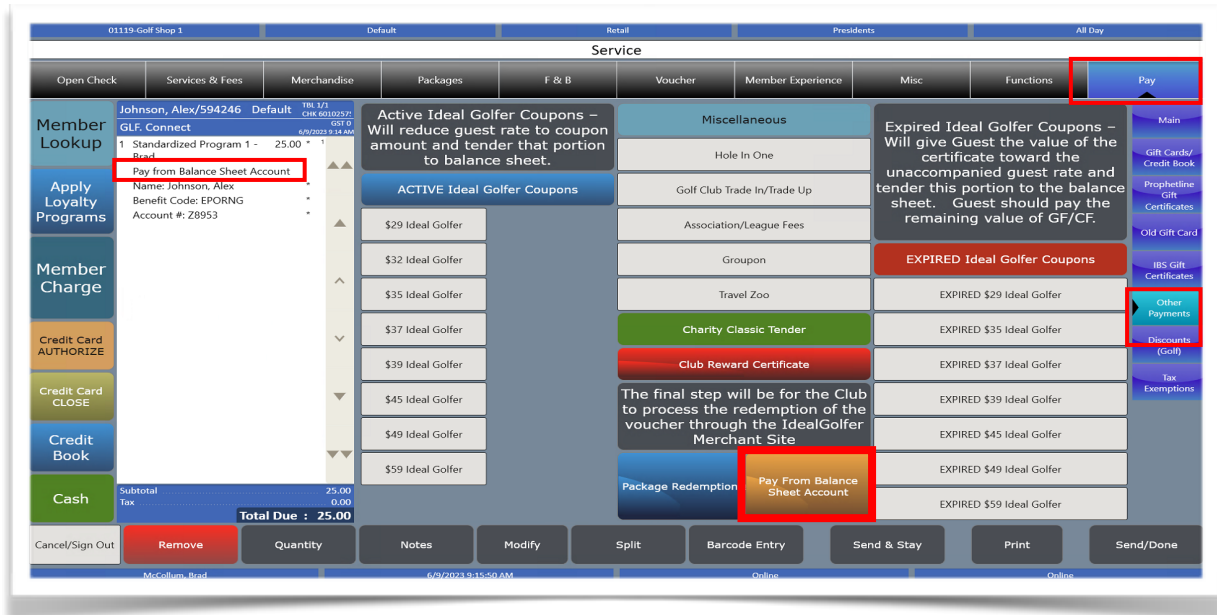 01119-Golf Shop 1
Default
Retail
Presidents
All Day
Service
Open Check
Services & Fees
Merchandise
Packages
F & B
Voucher
Member Experience
Misc
Functions
Pay
Member
Lookup
Apply
Loyalty
Programs
Member
Charge
Credit Card
AUTHORIZE
Credit Card
CLOSE
Credit
Book
Cash
Johnson, Alex/594246 Default
TBL 1/1
CHK 6010257
GLF. Connect
GST 0
6/9/2023 9:14 AM
1 Standardized Program 1 - 25.00 *
Brad
Pay from Balance Sheet Account
Name: Johnson, Alex *
Benefit Code: EPORNG *
Account #: Z8953 *
Subtotal 25.00
Tax 0.00
Total Due : 25.00
Active Ideal Golfer Coupons –
Will reduce guest rate to coupon
amount and tender that portion
to balance sheet.
ACTIVE Ideal Golfer Coupons
$29 Ideal Golfer
$32 Ideal Golfer
$35 Ideal Golfer
$37 Ideal Golfer
$39 Ideal Golfer
$45 Ideal Golfer
$49 Ideal Golfer
$59 Ideal Golfer
Miscellaneous
Hole In One
Golf Club Trade In/Trade Up
Association/League Fees
Groupon
Travel Zoo
Charity Classic Tender
Club Reward Certificate
The final step will be for the Club
to process the redemption of the
voucher through the IdealGolfer
Merchant Site
Package Redemption
Pay From Balance
Sheet Account
Expired Ideal Golfer Coupons –
Will give Guest the value of the
certificate toward the
unaccompanied guest rate and
tender this portion to the balance
sheet. Guest should pay the
remaining value of GF/CF.
EXPIRED Ideal Golfer Coupons
EXPIRED $29 Ideal Golfer
EXPIRED $35 Ideal Golfer
EXPIRED $37 Ideal Golfer
EXPIRED $39 Ideal Golfer
EXPIRED $45 Ideal Golfer
EXPIRED $49 Ideal Golfer
EXPIRED $59 Ideal Golfer
Main
Gift Cards/
Credit Book
Prophetline
Gift
Certificates
Old Gift Card
IBS Gift
Certificates
Other
Payments
Discounts
(Golf)
Tax
Exemptions
Cancel/Sign Out
Remove
Quantity
Notes
Modify
Split
Barcode Entry
Send & Stay
Print
Send/Done
McCollum, Brad
6/9/2023 9:15:50 AM
Online
Online